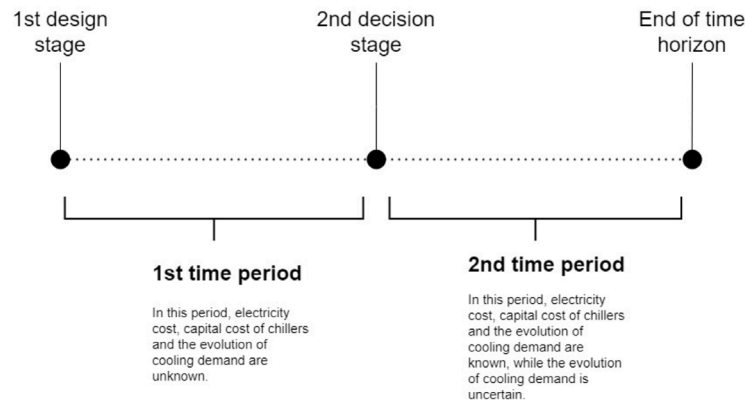 1st design
stage
2nd decision
stage
End of time
horizon
1st time period
In this period, electricity
cost, capital cost of chillers
and the evolution of
cooling demand are
unknown.
2nd time period
In this period, electricity
cost, capital cost of chillers
and the evolution of
cooling demand are
known, while the evolution
of cooling demand is
uncertain.